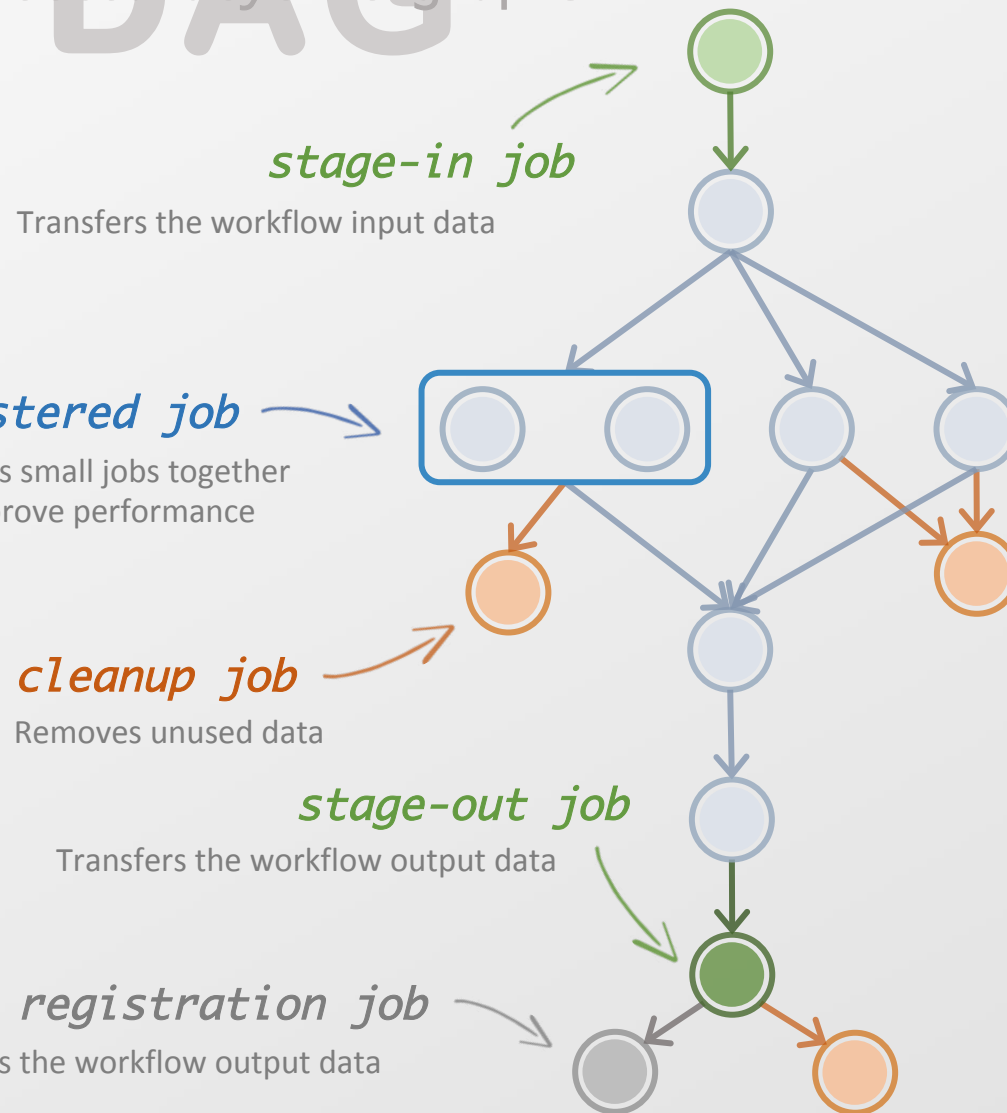 DAG
stage-in job
Transfers the workflow input data
stered job
s small jobs together
rove performance
cleanup job
Removes unused data
stage-out job
Transfers the workflow output data
registration job
s the workflow output data